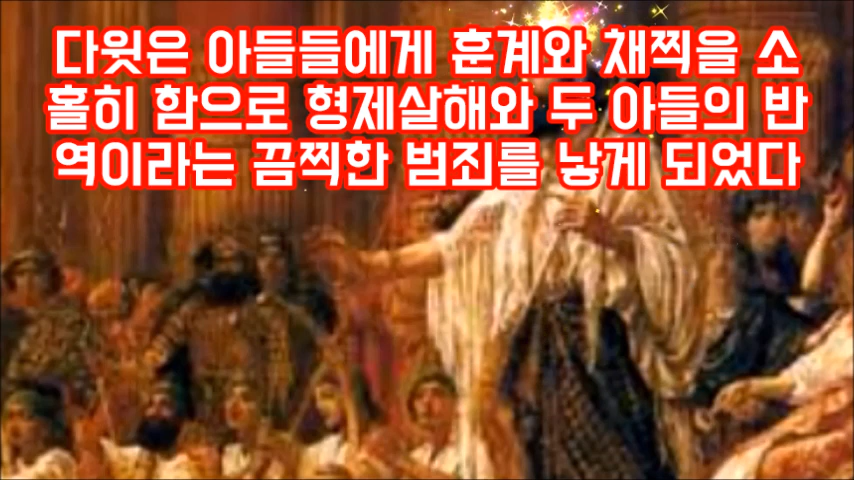 다윗은 아들들에게 훈계와 채찍을 소
홀히 함으로 형제살해와 두 아들의 반
역이라는 끔찍한 범죄를 낳게 되었다